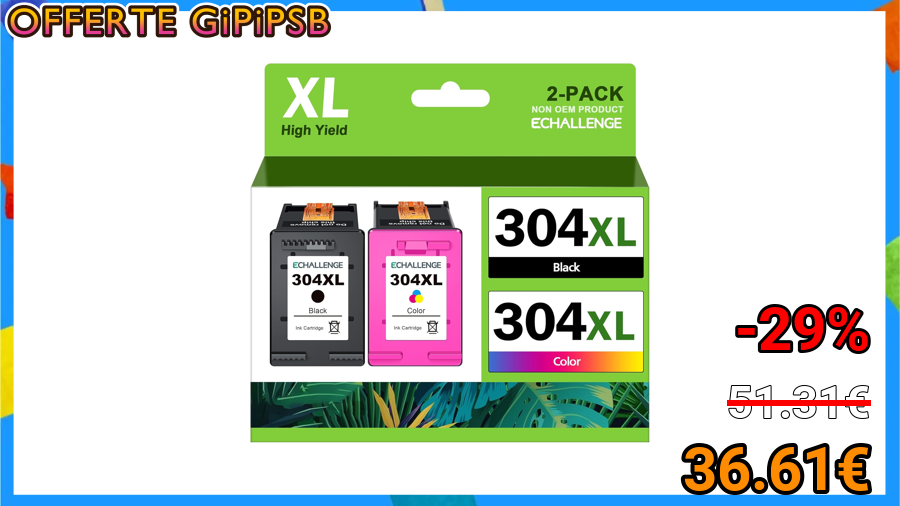 OFFERTE GiPiPSB
XL
High Yield
2-PACK
NON OEM PRODUCT
ECHALLENGE
304XL
Black
304XL
Color
ECHALLENGE
304XL
Black
Ink Cartridge
ECHALLENGE
304XL
Color
Ink Cartridge
-29%
51.31€
36.61€